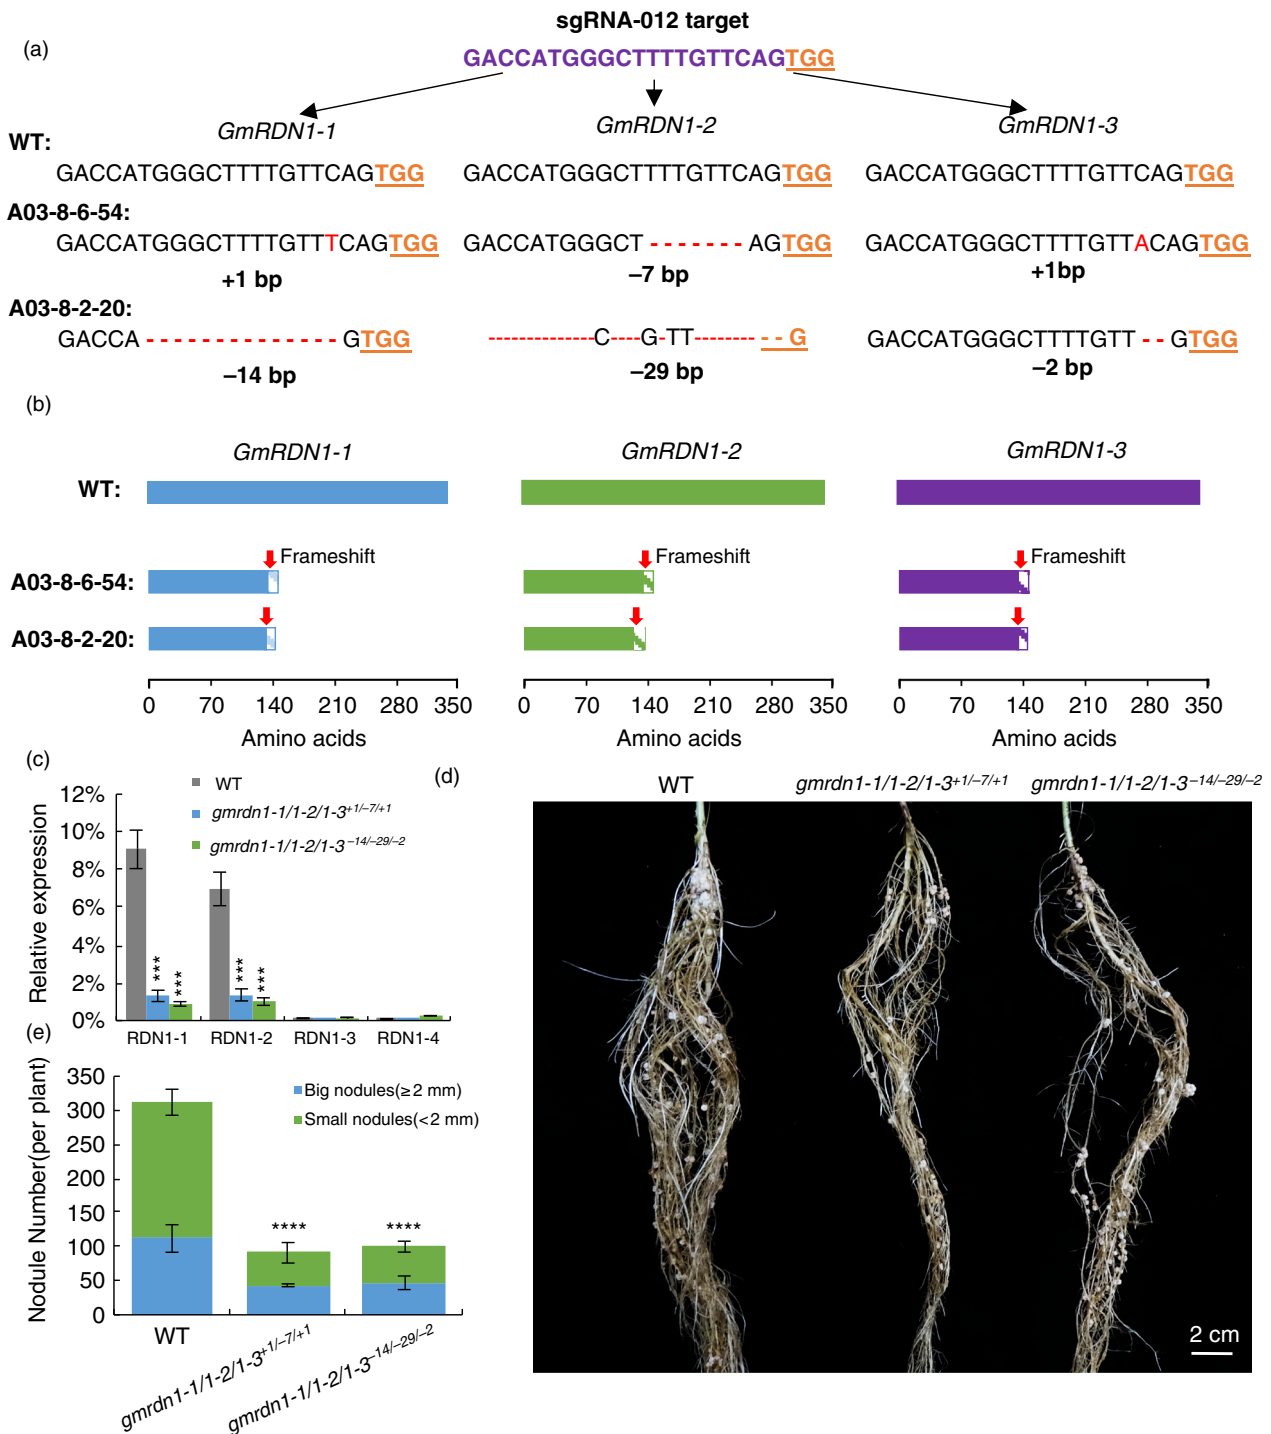 sgRNA-012 target
(a)
GACCATGGGCTTTTGTTCAGTGG
GmRDN1-1 GmRDN1-2 GmRDN1-3
WT:
GACCATGGGCTTTTGTTCAGTGG GACCATGGGCTTTTGTTCAGTGG GACCATGGGCTTTTGTTCAGTGG
A03-8-6-54:
GACCATGGGCTTTTGTTTCAGTGG GACCATGGGCT - - - - - - - AGTGG GACCATGGGCTTTTGTTACAGTGG
+1 bp –7 bp +1bp
A03-8-2-20:
GACCA - - - - - - - - - - - - - - GTGG -------------C----G-TT-------- - - G GACCATGGGCTTTTGTT - - GTGG
–14 bp –29 bp –2 bp
(b)
GmRDN1-1 GmRDN1-2 GmRDN1-3
WT:
Frameshift Frameshift Frameshift
A03-8-6-54:
A03-8-2-20:
0 70 140 210 280 350 0 70 140 210 280 350 0 70 140 210 280 350
Amino acids Amino acids Amino acids
(c)
Relative expression
12%
10%
8%
6%
4%
2%
0%
WT
gmrdn1-1/1-2/1-3+1/–7/+1
gmrdn1-1/1-2/1-3–14/–29/–2
*** *** *** ***
RDN1-1 RDN1-2 RDN1-3 RDN1-4
(d)
WT gmrdn1-1/1-2/1-3+1/–7/+1 gmrdn1-1/1-2/1-3–14/–29/–2
2 cm
(e)
Nodule Number(per plant)
350
300
250
200
150
100
50
0
Big nodules(≥2 mm)
Small nodules(<2 mm)
**** ****
WT
gmrdn1-1/1-2/1-3+1/–7/+1
gmrdn1-1/1-2/1-3–14/–29/–2